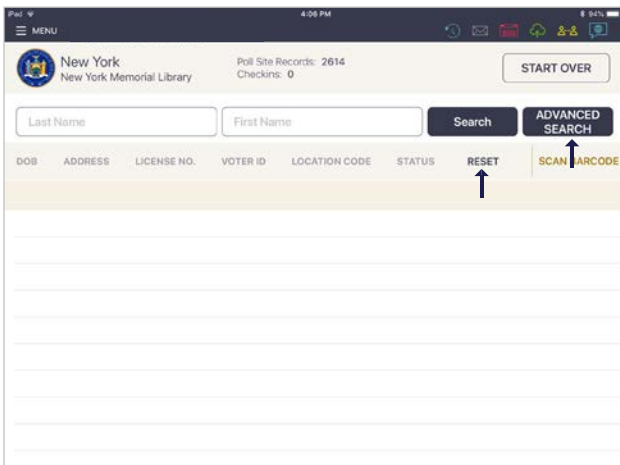 iPad
4:06 PM
94%
MENU
New York
New York Memorial Library
Poll Site Records: 2614
Checkins: 0
START OVER
Last Name
First Name
Search
ADVANCED
SEARCH
DOB ADDRESS LICENSE NO. VOTER ID LOCATION CODE STATUS RESET SCAN BARCODE